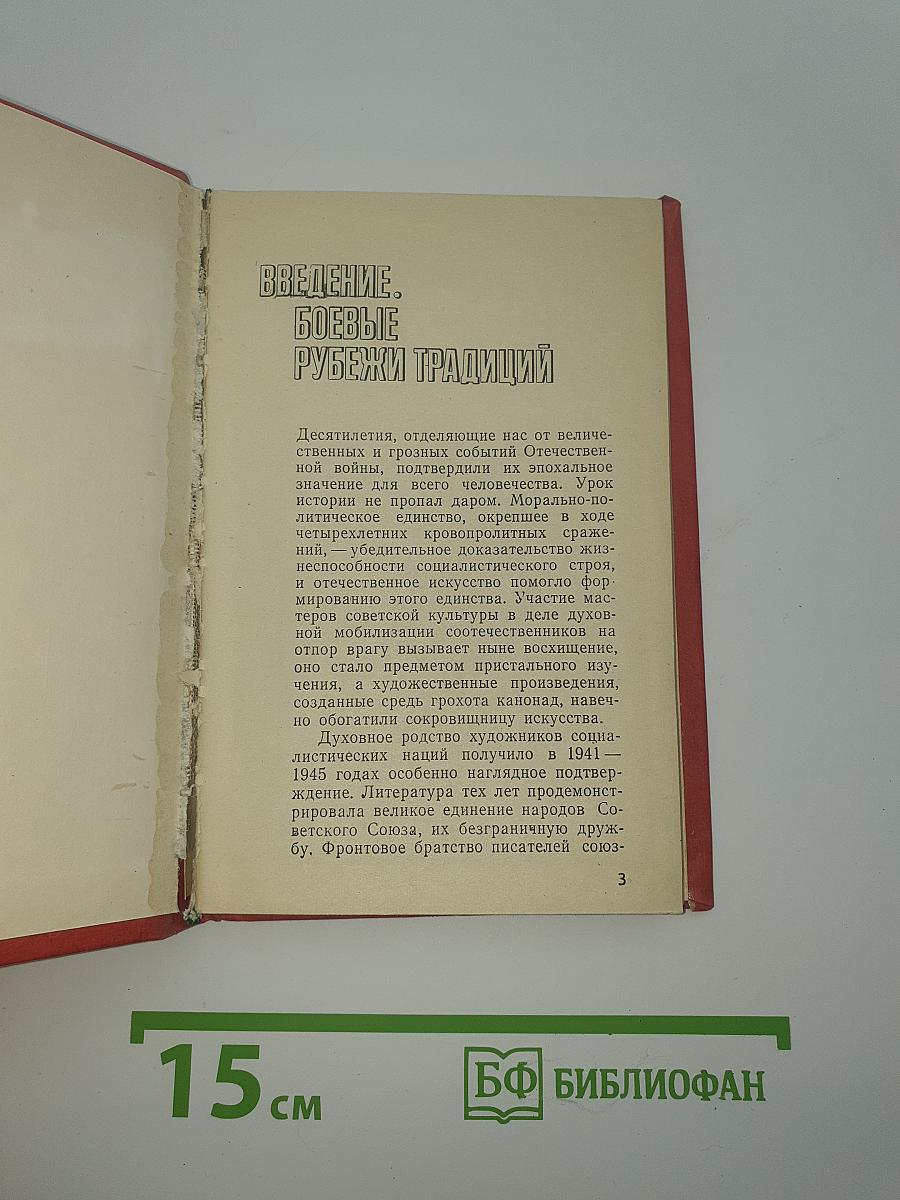 ВВЕДЕНИЕ.
БОЕВЫЕ
РУБЕЖИ ТРАДИЦИЙ
Десятилетия, отделяющие нас от величе-
ственных и грозных событий Отечествен-
ной войны, подтвердили их эпохальное
значение для всего человечества. Урок
истории не пропал даром. Морально-по-
литическое единство, окрепшее в ходе
четырехлетних кровопролитных сраже-
ний, — убедительное доказательство жиз-
неспособности социалистического строя,
и отечественное искусство помогло фор-
мированию этого единства. Участие мас-
теров советской культуры в деле духов-
ной мобилизации соотечественников на
отпор врагу вызывает ныне восхищение,
оно стало предметом пристального изу-
чения, а художественные произведения,
созданные средь грохота канонад, навеч-
но обогатили сокровищницу искусства.
Духовное родство художников социа-
листических наций получило в 1941 —
1945 годах особенно наглядное подтвер-
ждение. Литература тех лет продемонст-
рировала великое единение народов Со-
ветского Союза, их безграничную друж-
бу. Фронтовое братство писателей союз-
3
15 см
БФ БИБЛИОФАН